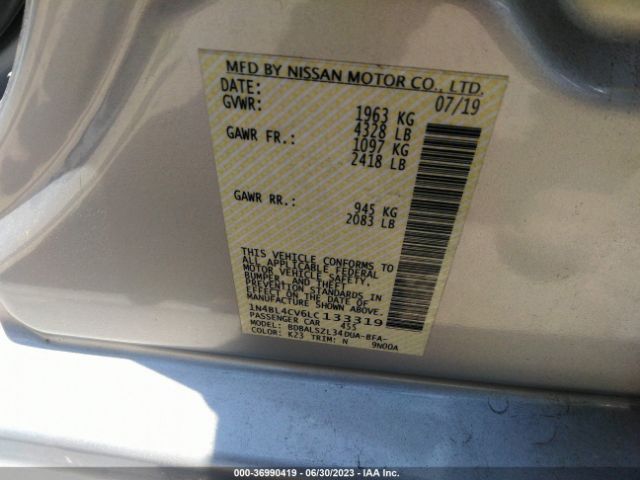 MFD BY NISSAN MOTOR CO., LTD.
DATE: 07/19
GVWR: 1963 KG
4328 LB
GAWR FR.: 1097 KG
2418 LB
GAWR RR.: 945 KG
2083 LB
THIS VEHICLE CONFORMS TO
ALL APPLICABLE FEDERAL
MOTOR VEHICLE SAFETY,
BUMPER, AND THEFT
PREVENTION STANDARDS IN
EFFECT ON THE DATE OF
MANUFACTURE SHOWN ABOVE.
1N4BL4CV6LC133319
PASSENGER CAR 455
MODEL: BDBALSZL34DUA-BFA-
COLOR: K23 TRIM: N 9N00A
000-36990419 - 06/30/2023 - IAA Inc.